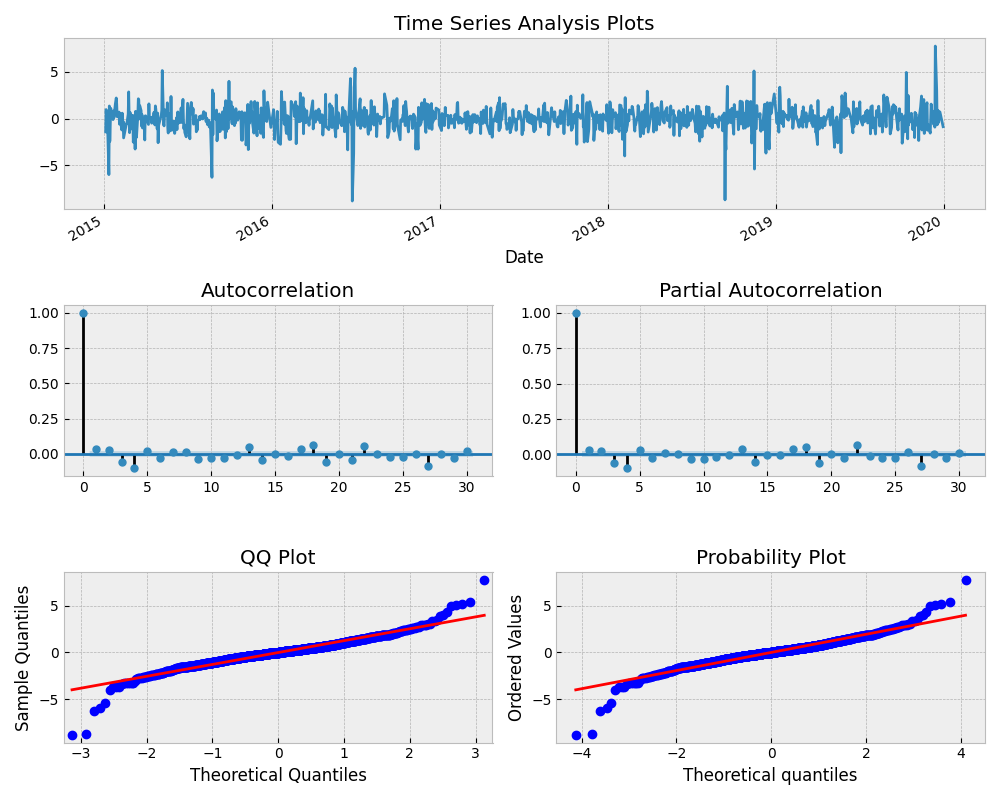 Time Series Analysis Plots
5
0
−5
2015 2016 2017 2018 2019 2020
Date
Autocorrelation
1.00
0.75
0.50
0.25
0.00
0 5 10 15 20 25 30
Partial Autocorrelation
1.00
0.75
0.50
0.25
0.00
0 5 10 15 20 25 30
QQ Plot
Sample Quantiles
5
0
−5
−3 −2 −1 0 1 2 3
Theoretical Quantiles
Probability Plot
Ordered Values
5
0
−5
−4 −2 0 2 4
Theoretical quantiles